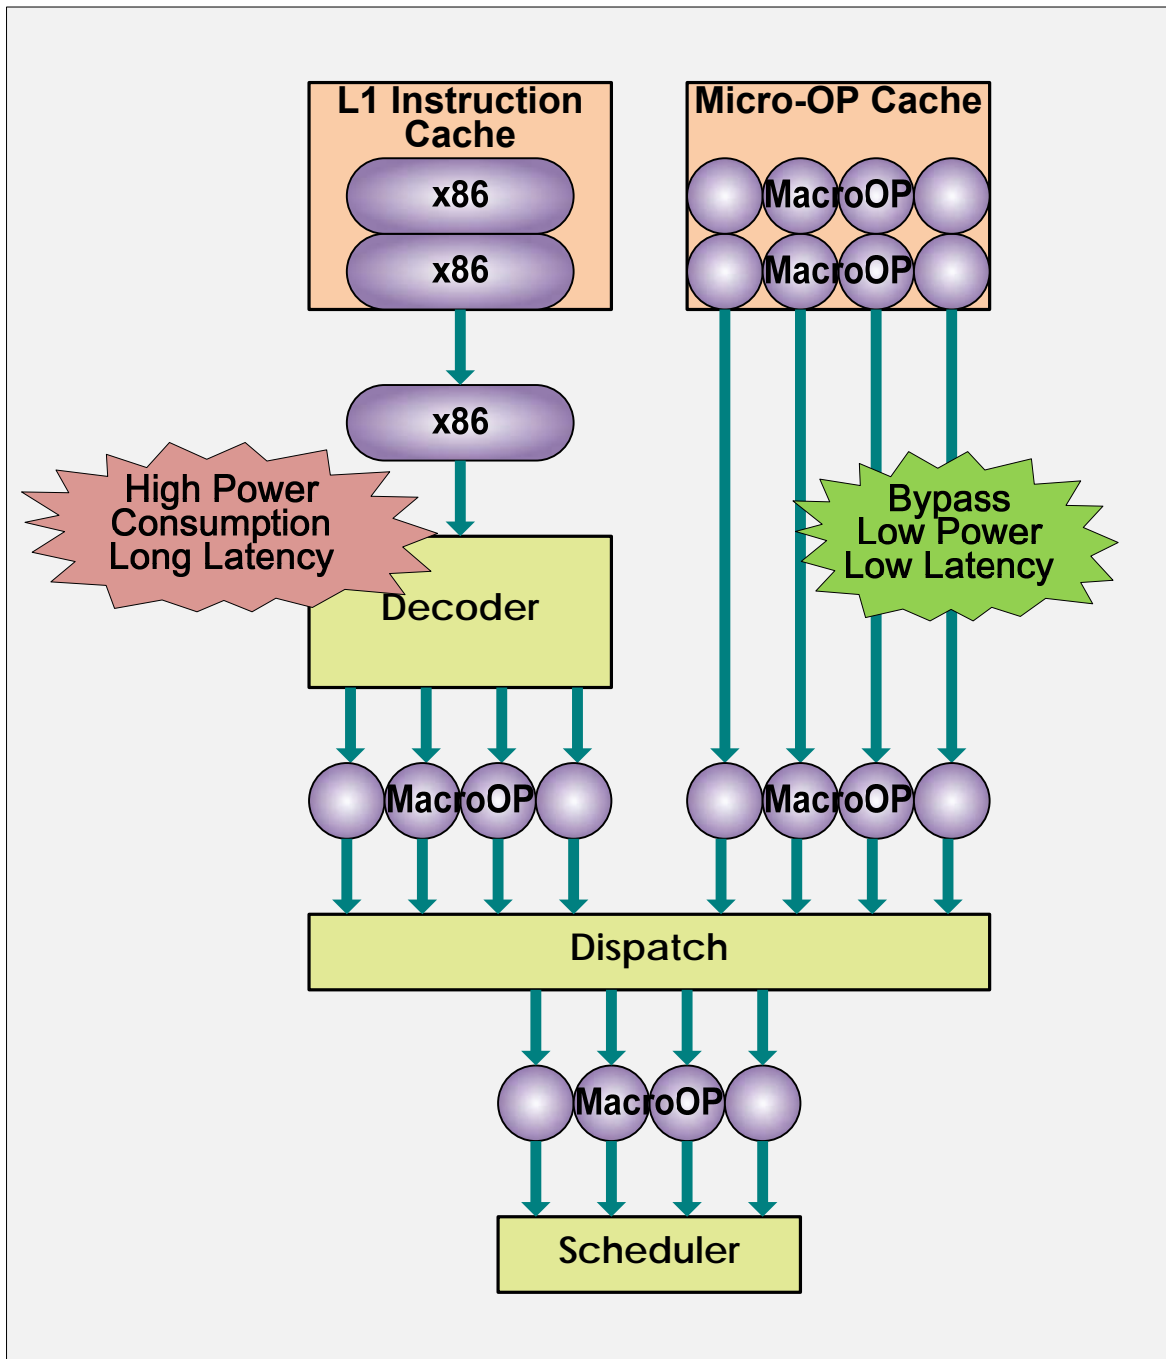 L1 Instruction
Cache
x86
x86
Micro-OP Cache
MacroOP
MacroOP
x86
High Power
Consumption
Long Latency
Bypass
Low Power
Low Latency
Decoder
MacroOP
MacroOP
Dispatch
MacroOP
Scheduler